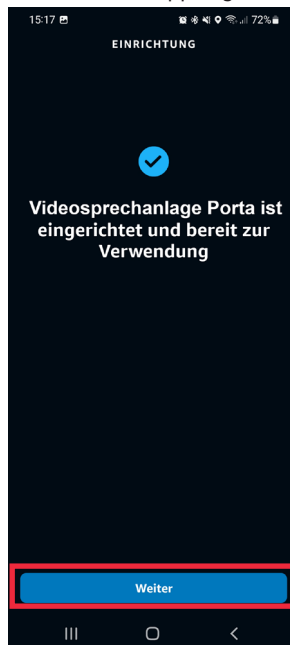 15:17 72%
EINRICHTUNG
Videosprechanlage Porta ist
eingerichtet und bereit zur
Verwendung
Weiter